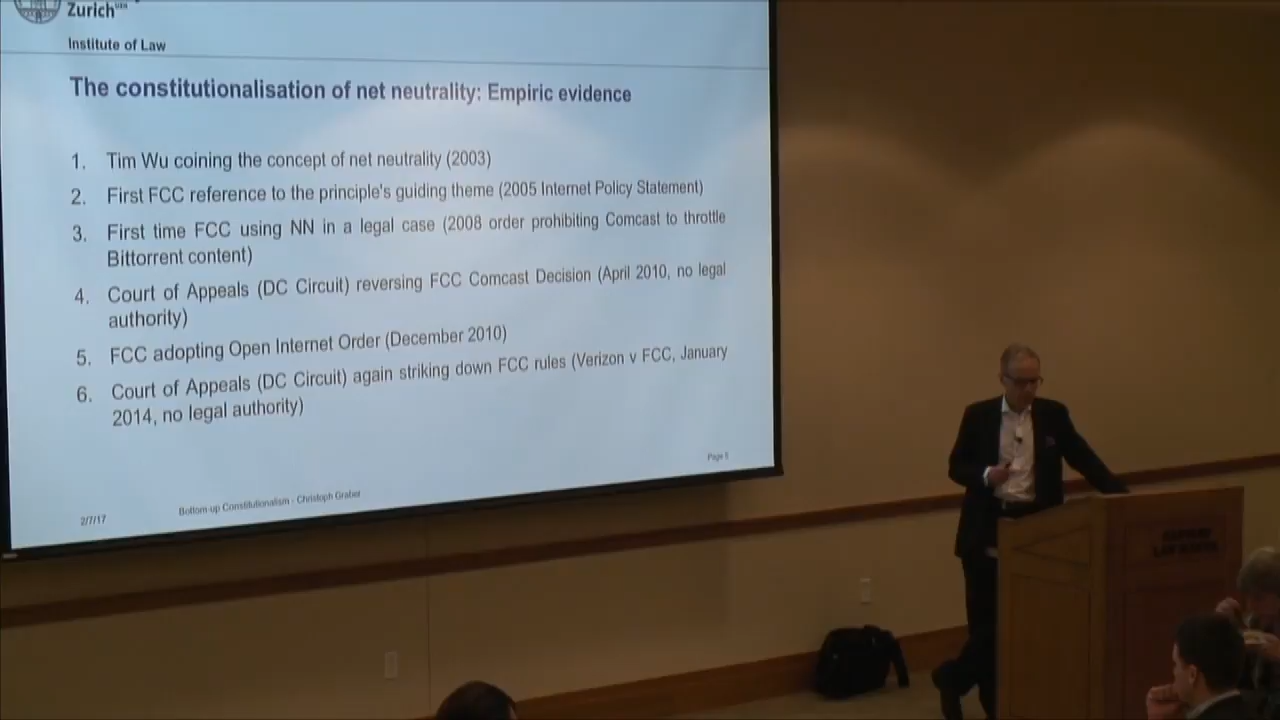 Zurich UZH
Institute of Law
The constitutionalisation of net neutrality: Empiric evidence
1. Tim Wu coining the concept of net neutrality (2003)
2. First FCC reference to the principle's guiding theme (2005 Internet Policy Statement)
3. First time FCC using NN in a legal case (2008 order prohibiting Comcast to throttle
Bittorrent content)
4. Court of Appeals (DC Circuit) reversing FCC Comcast Decision (April 2010, no legal
authority)
5. FCC adopting Open Internet Order (December 2010)
6. Court of Appeals (DC Circuit) again striking down FCC rules (Verizon v FCC, January
2014, no legal authority)
Page
2/7/17
Bottom-up Constitutionalism - Christoph Graber
LAW SCHOOL